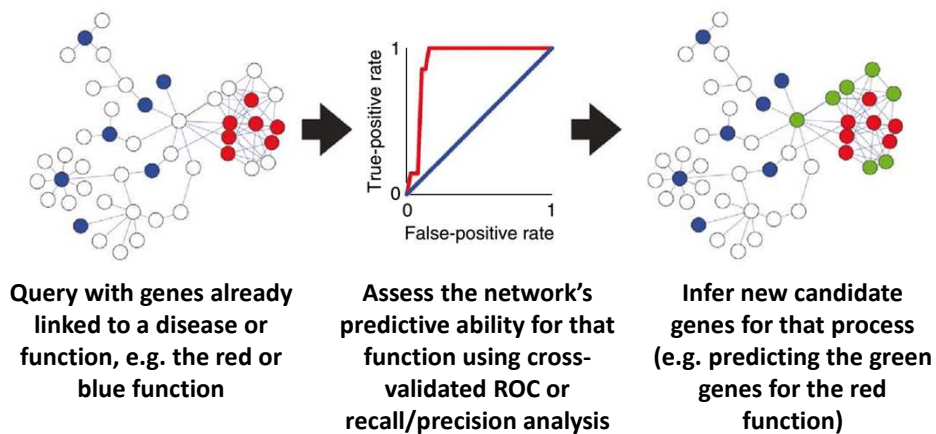 1
True-positive rate
0
0
1
False-positive rate
Query with genes already
linked to a disease or
function, e.g. the red or
blue function
Assess the network’s
predictive ability for that
function using cross-
validated ROC or
recall/precision analysis
Infer new candidate
genes for that process
(e.g. predicting the green
genes for the red
function)